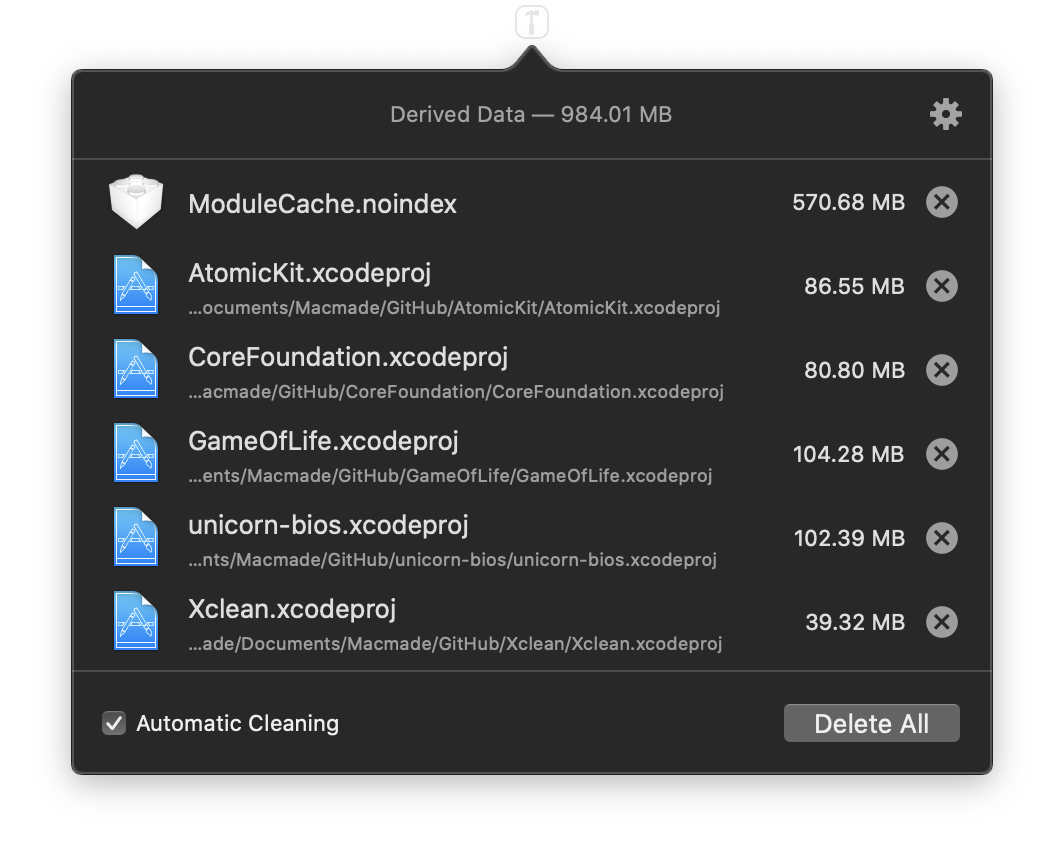 Derived Data — 984.01 MB
ModuleCache.noindex 570.68 MB
AtomicKit.xcodeproj
...ocuments/Macmade/GitHub/AtomicKit/AtomicKit.xcodeproj 86.55 MB
CoreFoundation.xcodeproj
...acmade/GitHub/CoreFoundation/CoreFoundation.xcodeproj 80.80 MB
GameOfLife.xcodeproj
...ents/Macmade/GitHub/GameOfLife/GameOfLife.xcodeproj 104.28 MB
unicorn-bios.xcodeproj
...nts/Macmade/GitHub/unicorn-bios/unicorn-bios.xcodeproj 102.39 MB
Xclean.xcodeproj
...ade/Documents/Macmade/GitHub/Xclean/Xclean.xcodeproj 39.32 MB
Automatic Cleaning Delete All